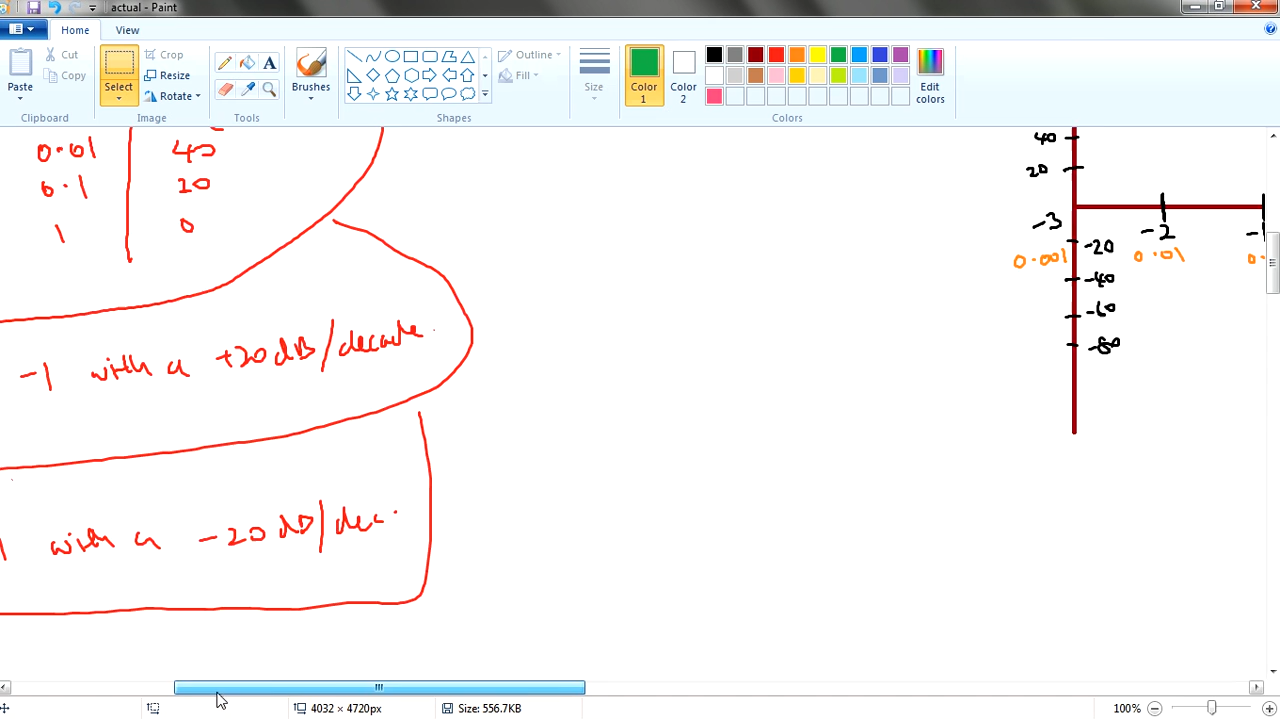 actual - Paint
Home View
Cut
Copy
Paste
Clipboard
Crop
Resize
Rotate
Select
Image
A
Tools
Brushes
Outline
Fill
Shapes
Size
Color 1
Color 2
Edit colors
Colors
0.01 40
0.1 20
1 0
-1 with a +20dB/decade
with a -20dB/dec.
40
20
-3 -2
0.001 0.01 0.
-20
-40
-60
-80
4032 × 4720px
Size: 556.7KB
100%